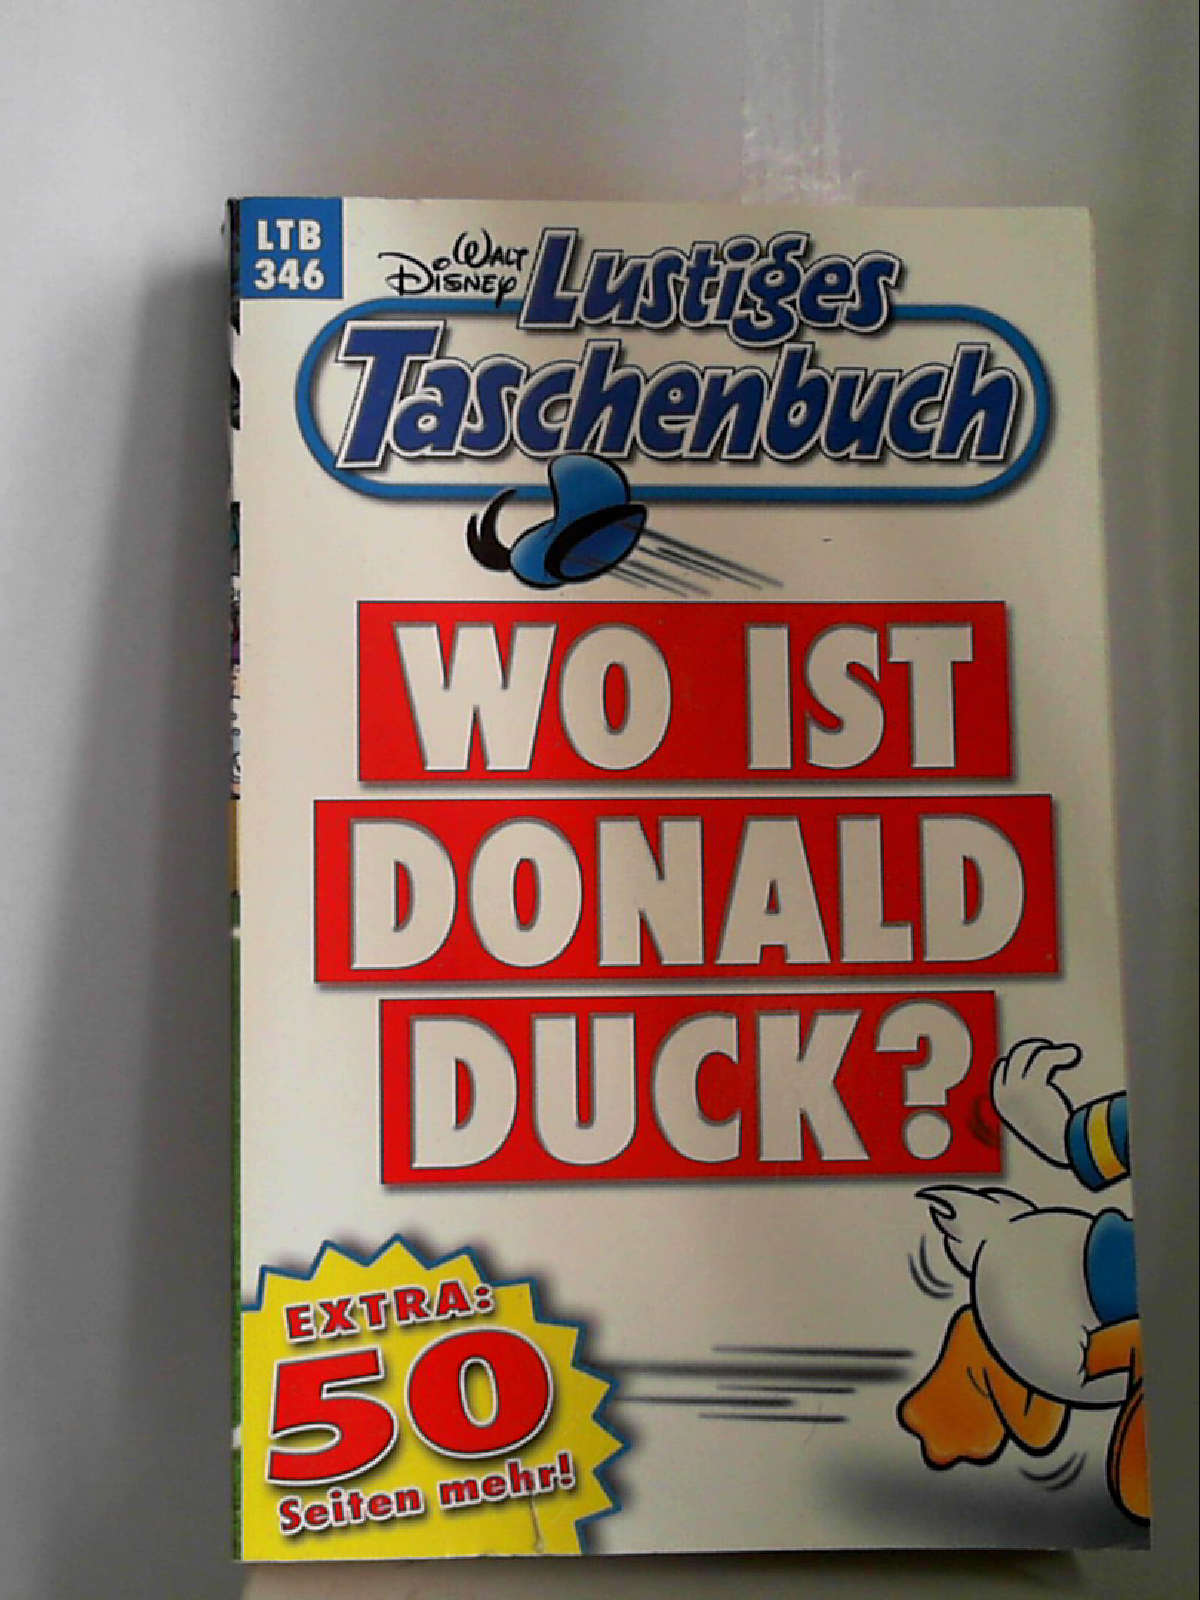 LTB
346
WALT
DISNEY
Lustiges
Taschenbuch
WO IST
DONALD
DUCK?
EXTRA:
50
Seiten mehr!